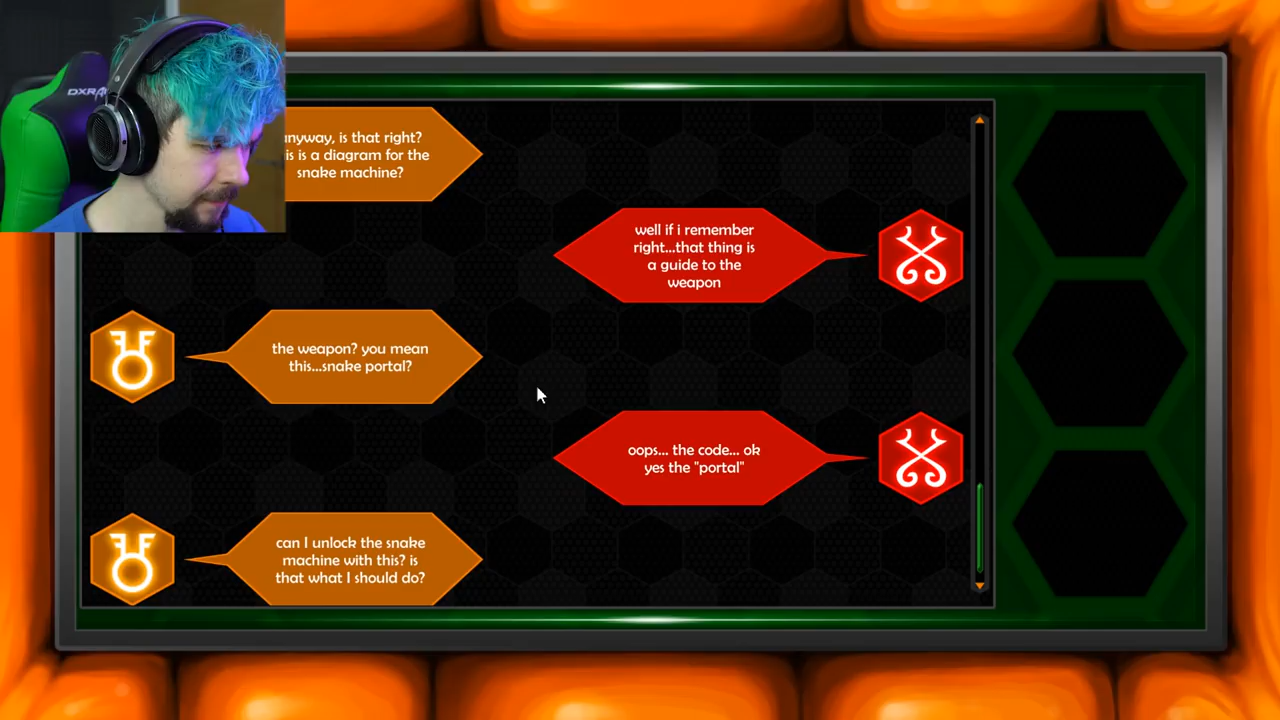 DXRA
anyway, is that right?
is is a diagram for the
snake machine?
well if i remember
right...that thing is
a guide to the
weapon
the weapon? you mean
this...snake portal?
oops... the code... ok
yes the "portal"
can I unlock the snake
machine with this? is
that what I should do?